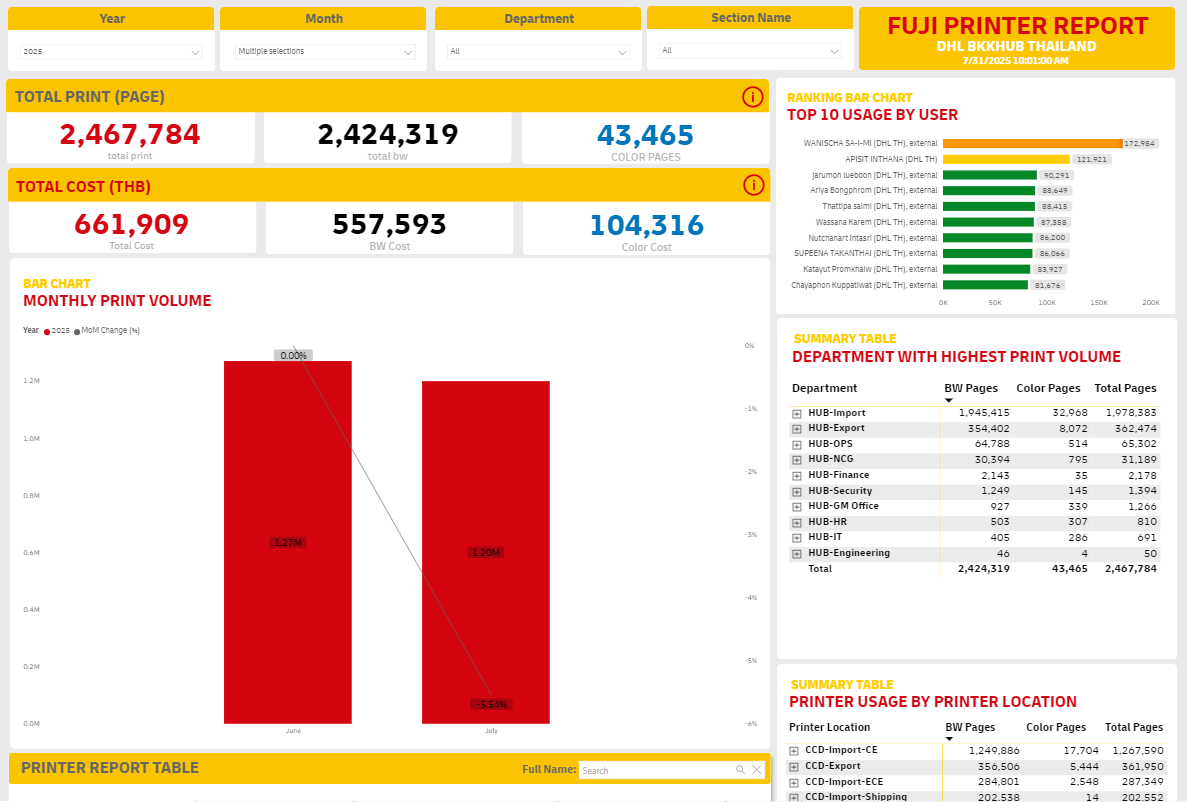 Year
Month
Department
Section Name
2025
Multiple selections
All
All
FUJI PRINTER REPORT
DHL BKKHUB THAILAND
7/31/2025 10:01:00 AM
TOTAL PRINT (PAGE)
i
2,467,784
total print
2,424,319
total bw
43,465
COLOR PAGES
TOTAL COST (THB)
i
661,909
Total Cost
557,593
BW Cost
104,316
Color Cost
BAR CHART
MONTHLY PRINT VOLUME
Year 2025 MoM Change (%)
0.00%
1.27M
1.20M
-5.54%
1.2M
1.0M
0.8M
0.6M
0.4M
0.2M
0.0M
0%
-1%
-2%
-3%
-4%
-5%
-6%
June
July
PRINTER REPORT TABLE
Full Name: Search
RANKING BAR CHART
TOP 10 USAGE BY USER
WANISCHA SA-I-MI (DHL TH), external 172,984
APISIT INTHANA (DHL TH) 121,921
Jarumon Iueboon (DHL TH), external 90,291
Ariya Bongphrom (DHL TH), external 88,649
Thattipa saimi (DHL TH), external 88,415
Wassana Karem (DHL TH), external 87,358
Nutchanart Intasri (DHL TH), external 86,200
SUPEENA TAKANTHAI (DHL TH), external 86,066
Katayut Promkhaiw (DHL TH), external 83,927
Chayaphon Kuppatiwat (DHL TH), external 81,676
0K 50K 100K 150K 200K
SUMMARY TABLE
DEPARTMENT WITH HIGHEST PRINT VOLUME
Department BW Pages Color Pages Total Pages
HUB-Import 1,945,415 32,968 1,978,383
HUB-Export 354,402 8,072 362,474
HUB-OPS 64,788 514 65,302
HUB-NCG 30,394 795 31,189
HUB-Finance 2,143 35 2,178
HUB-Security 1,249 145 1,394
HUB-GM Office 927 339 1,266
HUB-HR 503 307 810
HUB-IT 405 286 691
HUB-Engineering 46 4 50
Total 2,424,319 43,465 2,467,784
SUMMARY TABLE
PRINTER USAGE BY PRINTER LOCATION
Printer Location BW Pages Color Pages Total Pages
CCD-Import-CE 1,249,886 17,704 1,267,590
CCD-Export 356,506 5,444 361,950
CCD-Import-ECE 284,801 2,548 287,349
CCD-Import-Shipping 202,538 14 202,552